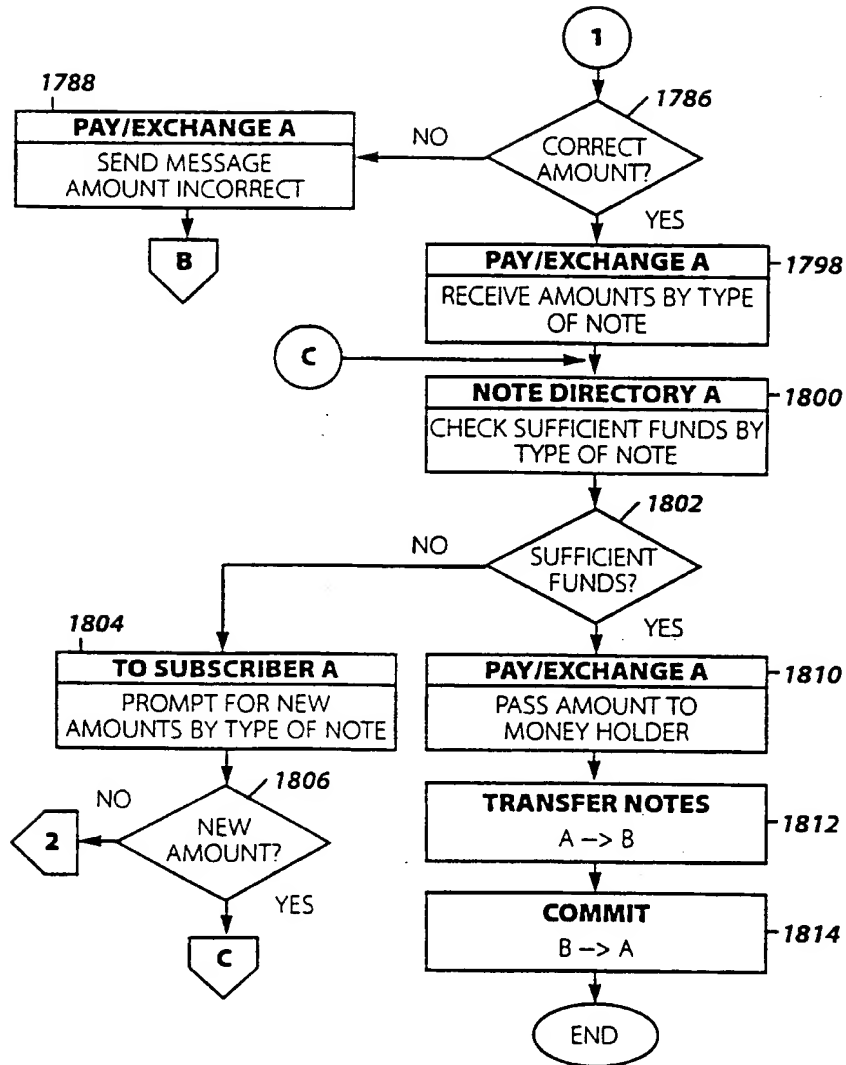 1
1788
1786
PAY/EXCHANGE A
SEND MESSAGE
AMOUNT INCORRECT
NO
CORRECT
AMOUNT?
B
YES
PAY/EXCHANGE A
1798
RECEIVE AMOUNTS BY TYPE
OF NOTE
C
NOTE DIRECTORY A
1800
CHECK SUFFICIENT FUNDS BY
TYPE OF NOTE
1802
NO
SUFFICIENT
FUNDS?
YES
1804
TO SUBSCRIBER A
PROMPT FOR NEW
AMOUNTS BY TYPE OF NOTE
PAY/EXCHANGE A
1810
PASS AMOUNT TO
MONEY HOLDER
1806
NO
2
NEW
AMOUNT?
YES
C
TRANSFER NOTES
1812
A –> B
COMMIT
1814
B –> A
END